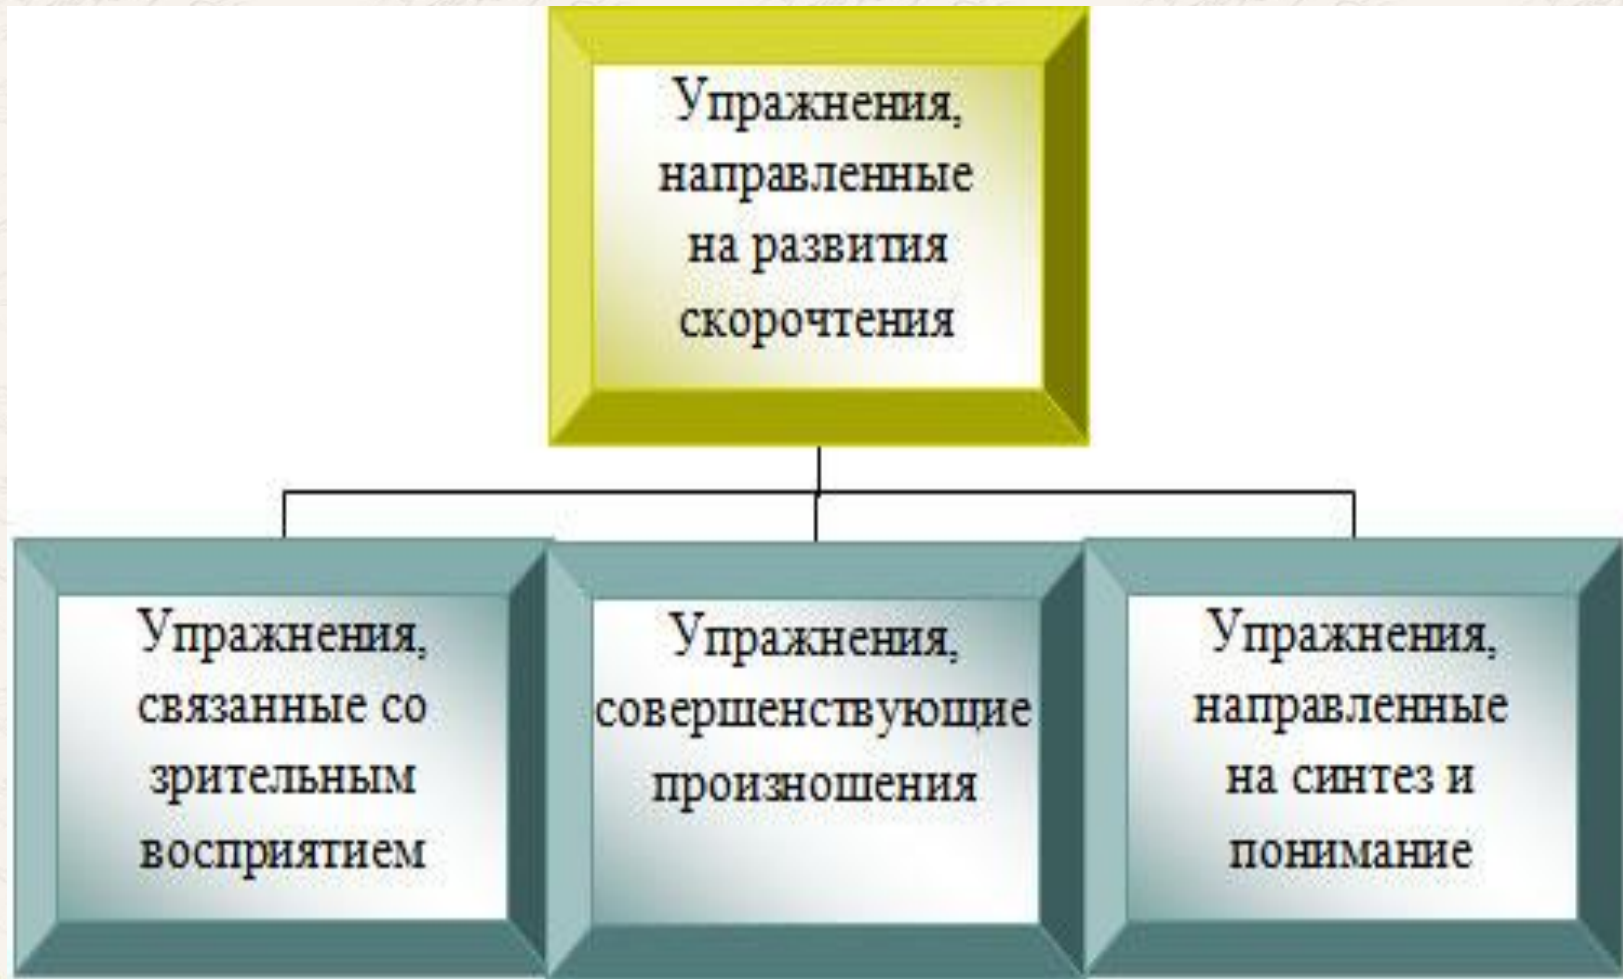 Упражнения,
направленные
на развития
скорочтения
Упражнения,
связанные со
зрительным
восприятием
Упражнения,
совершенствующие
произношения
Упражнения,
направленные
на синтез и
понимание